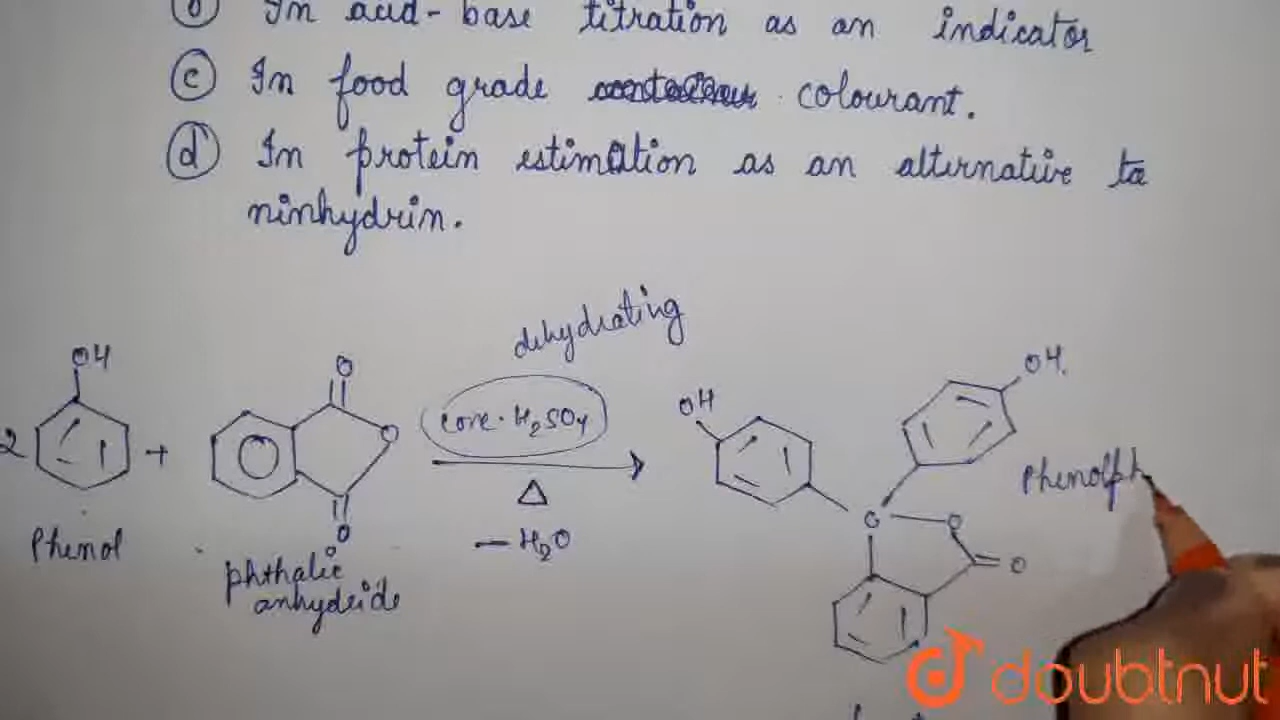 (b) In acid-base titration as an indicator
(c) In food grade colourant.
(d) In protein estimation as an alternative to
ninhydrin.
dehydrating
OH
O
O
O
conc. H2SO4
OH
OH
2
+
Δ
- H2O
C
O
O
Phenol
phthalic
anhydride
Phenolph
doubtnut